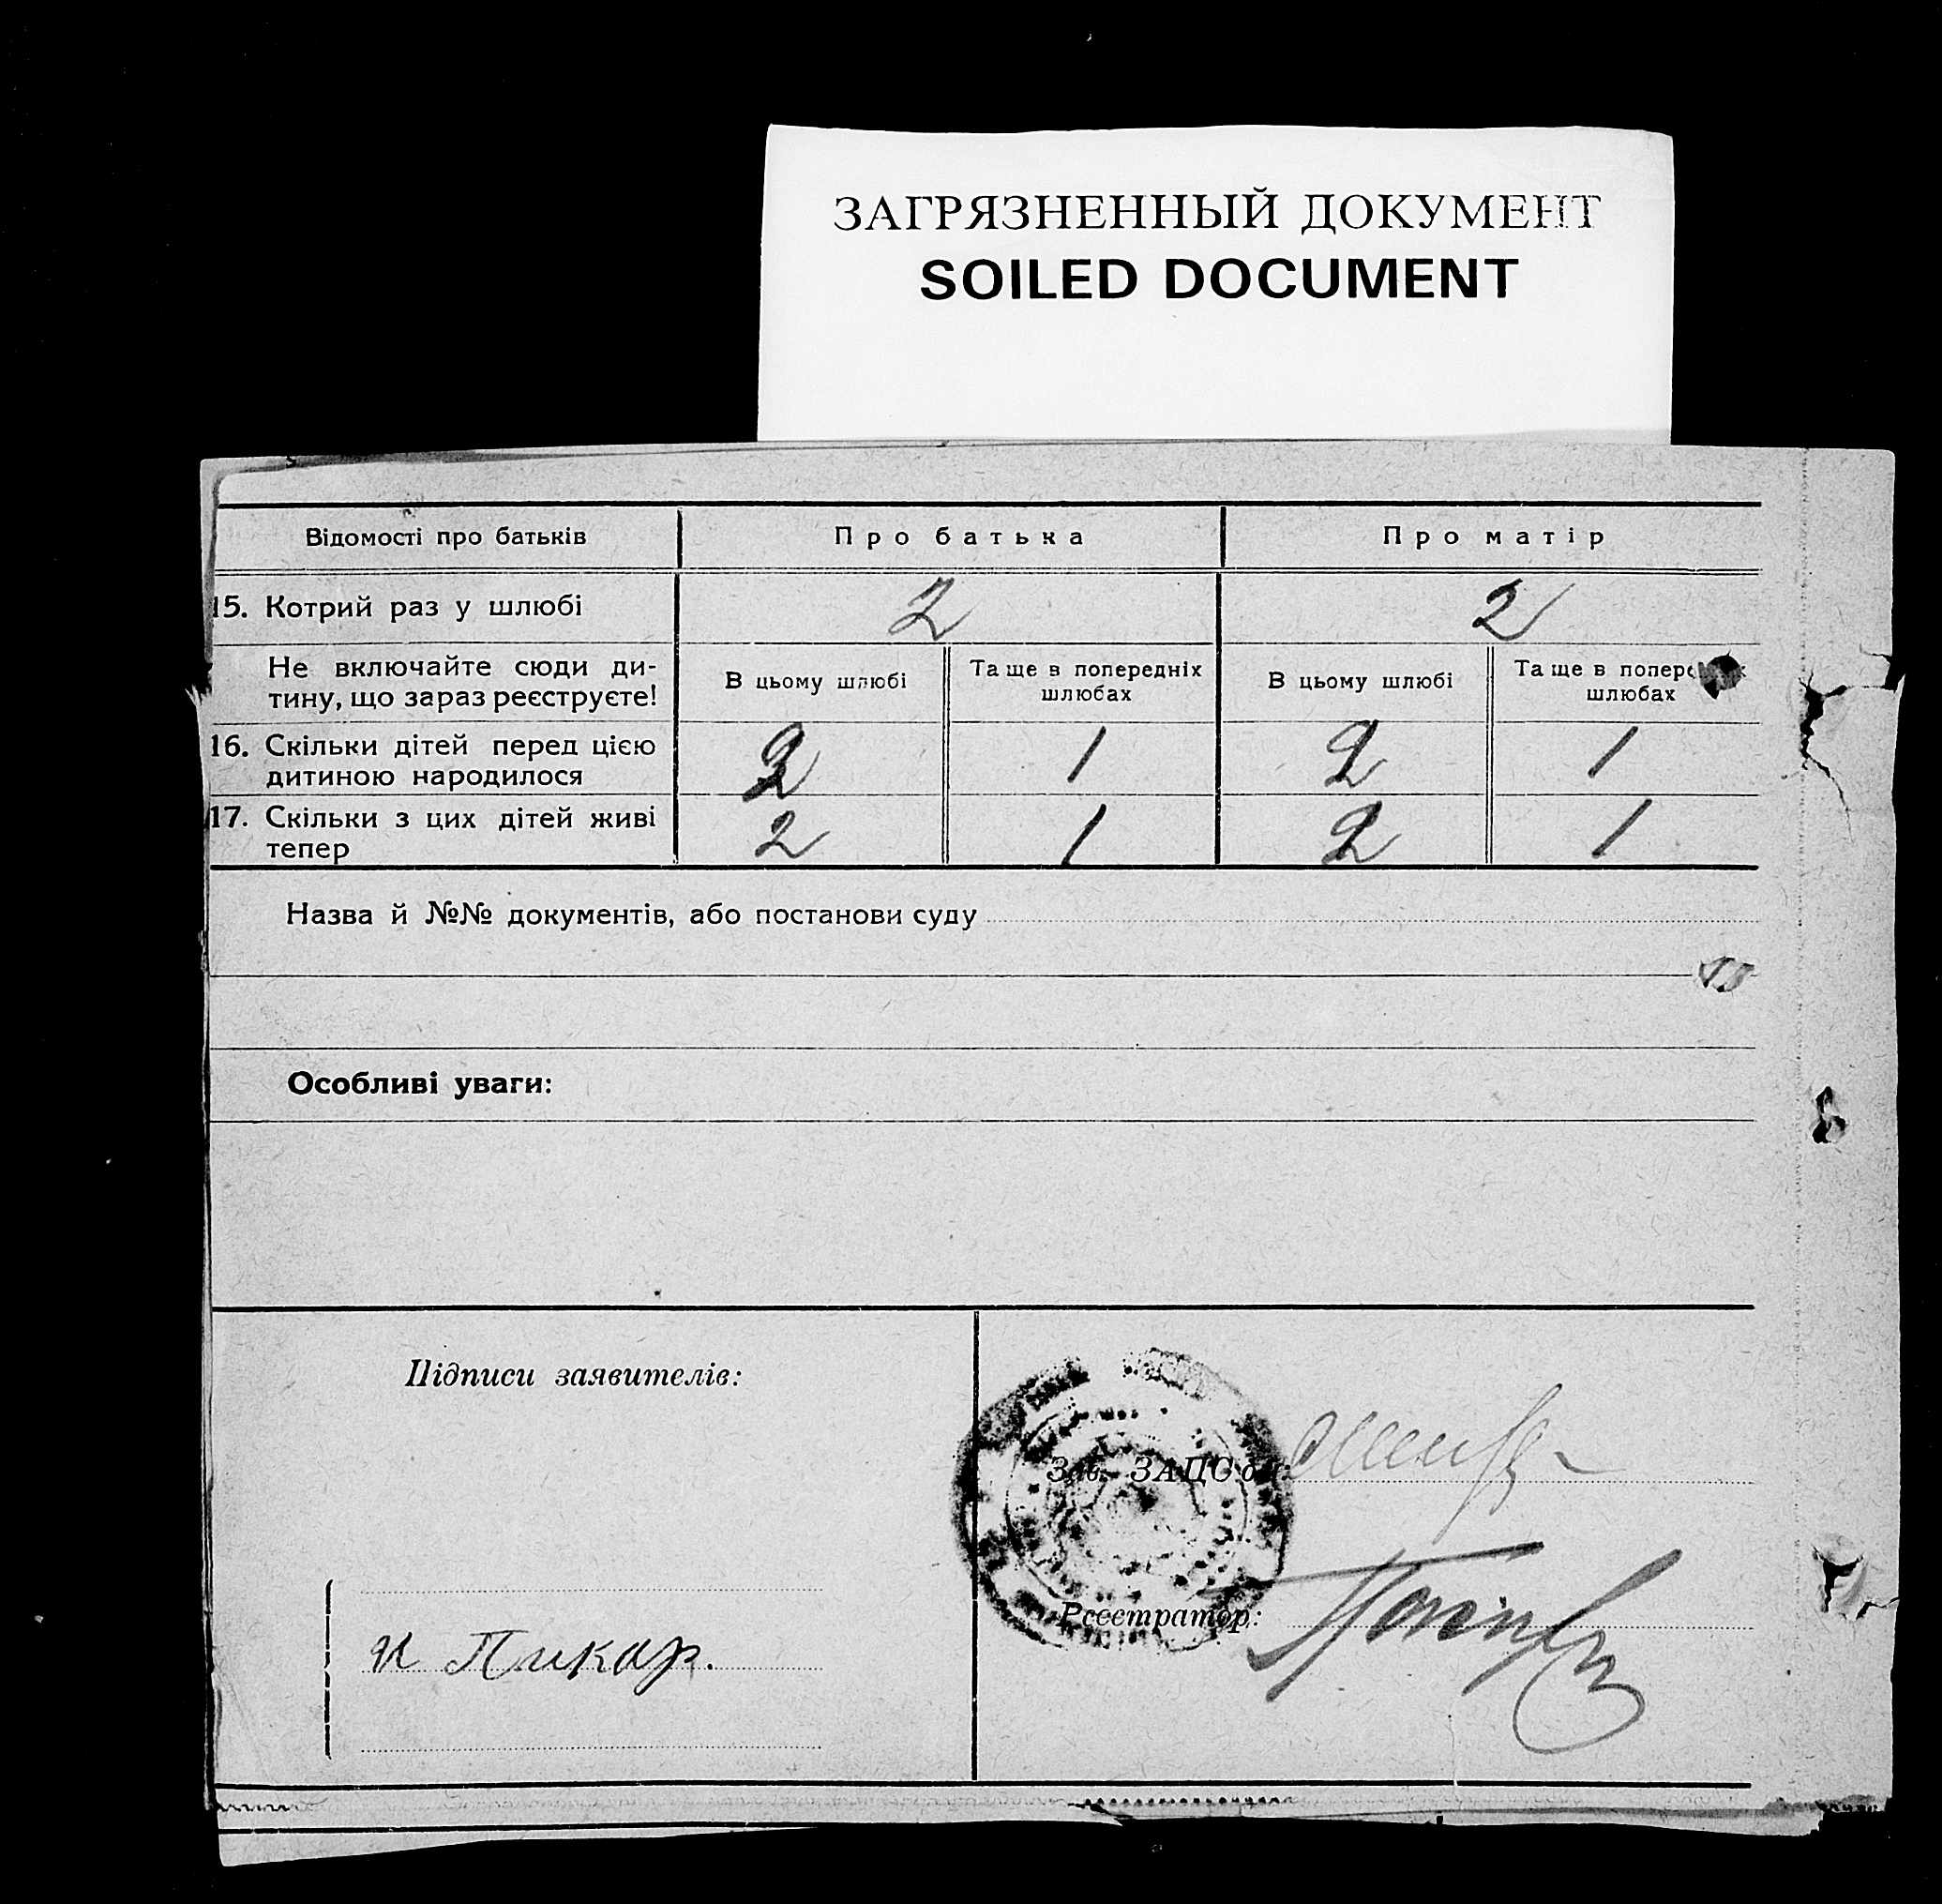 ЗАГРЯЗНЕННЫЙ ДОКУМЕНТ
SOILED DOCUMENT
Відомості про батьків Про батька Про матір
15. Котрий раз у шлюбі 2 2
Не включайте сюди ди-
тину, що зараз реєструєте!
В цьому шлюбі Та ще в попередніх
шлюбах
В цьому шлюбі Та ще в
шлюбах
16. Скільки дітей перед цією
дитиною народилося
2 1 2 1
17. Скільки з цих дітей живі
тепер
2 1 2 1
Назва й №№ документів, або постанови суду
Особливі уваги:
Підписи заявителів:
Зав. ЗАГС'ом:
Реєстратор:
Пикар.